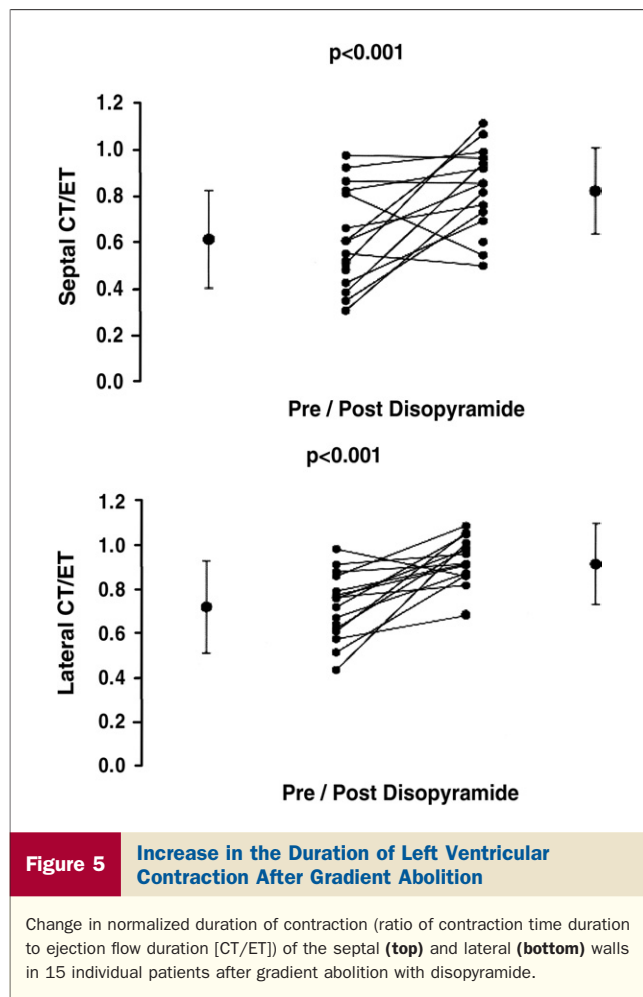 p<0.001
1.2
1.0
0.8
0.6
0.4
0.2
0.0
Septal CT/ET
Pre / Post Disopyramide
p<0.001
1.2
1.0
0.8
0.6
0.4
0.2
0.0
Lateral CT/ET
Pre / Post Disopyramide
Figure 5
Increase in the Duration of Left Ventricular
Contraction After Gradient Abolition
Change in normalized duration of contraction (ratio of contraction time duration
to ejection flow duration [CT/ET]) of the septal (top) and lateral (bottom) walls
in 15 individual patients after gradient abolition with disopyramide.